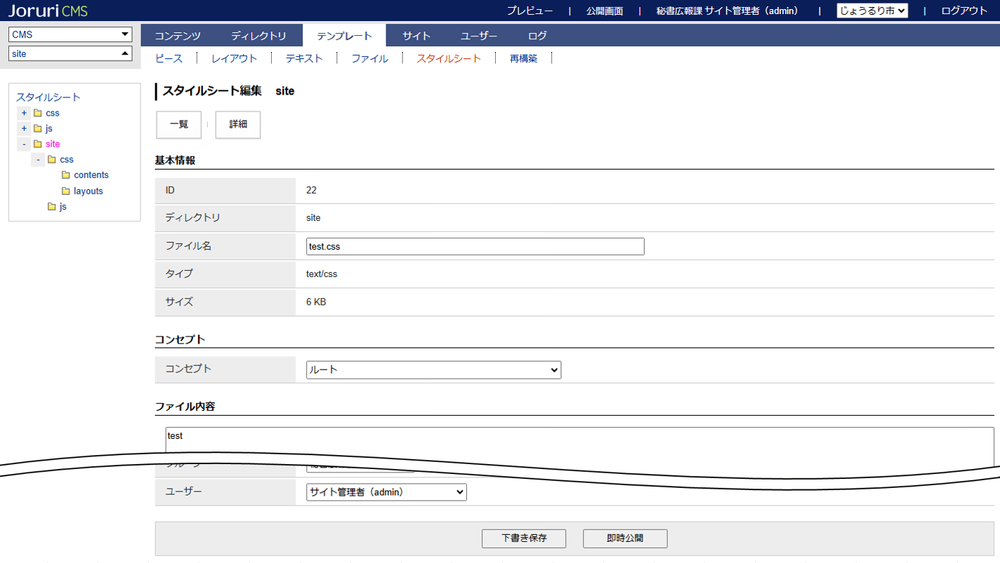 Joruri CMS プレビュー | 公開画面 | 秘書広報課 サイト管理者（admin） | じょうるり市 | ログアウト
CMS
site
コンテンツ ディレクトリ テンプレート サイト ユーザー ログ
ピース レイアウト テキスト ファイル スタイルシート 再構築
スタイルシート
+ css
+ js
- site
- css
contents
layouts
js
スタイルシート編集 site
一覧 | 詳細
基本情報
ID 22
ディレクトリ site
ファイル名 test.css
タイプ text/css
サイズ 6 KB
コンセプト
コンセプト ルート
ファイル内容
test
ユーザー サイト管理者（admin）
下書き保存 即時公開